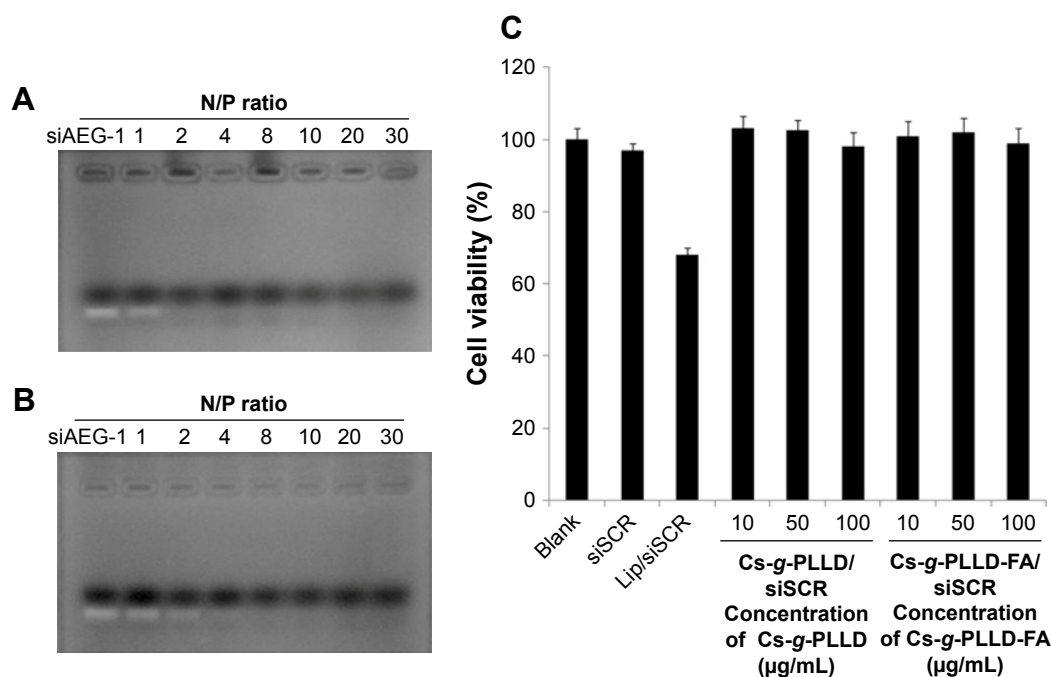 A
N/P ratio
siAEG-1 1 2 4 8 10 20 30
B
N/P ratio
siAEG-1 1 2 4 8 10 20 30
C
Cell viability (%)
120
100
80
60
40
20
0
Blank
siSCR
Lip/siSCR
10 50 100
Cs-g-PLLD/
siSCR
Concentration
of Cs-g-PLLD
(µg/mL)
10 50 100
Cs-g-PLLD-FA/
siSCR
Concentration
of Cs-g-PLLD-FA
(µg/mL)